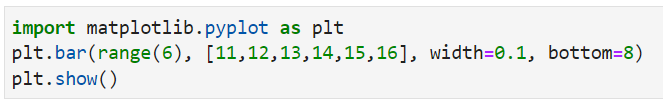 import matplotlib.pyplot as plt
plt.bar(range(6), [11,12,13,14,15,16], width=0.1, bottom=8)
plt.show()